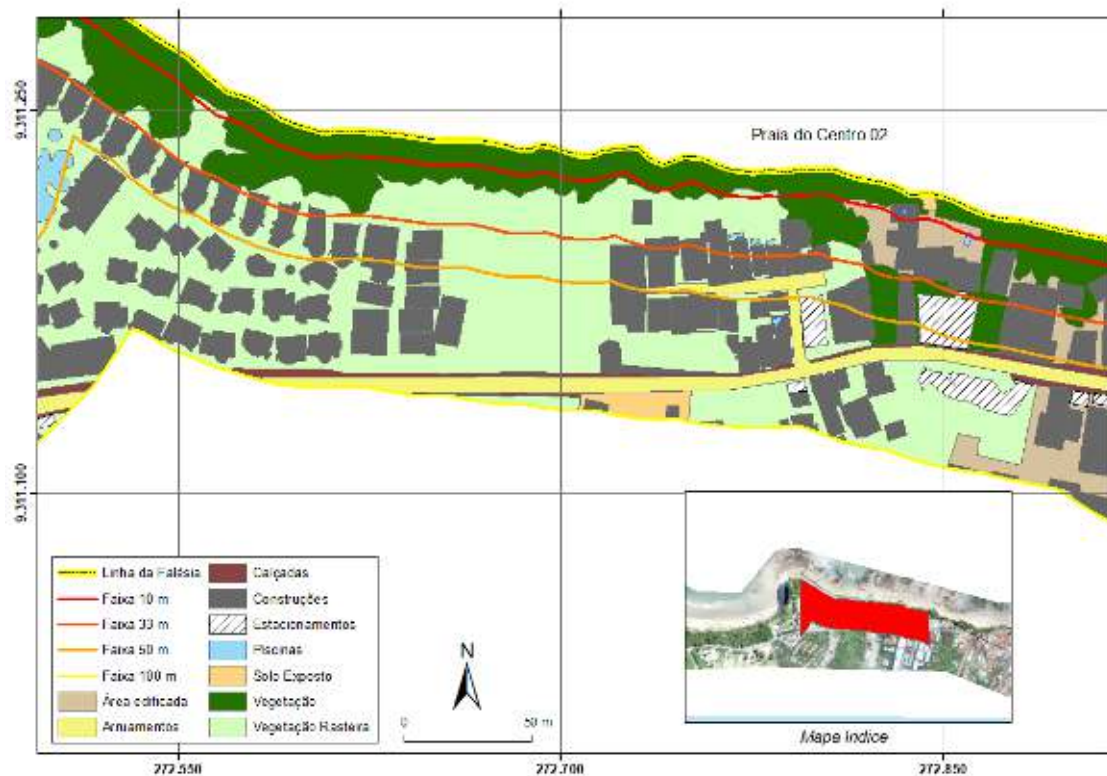 Praia do Centro 02
9.311.250
9.311.100
Linha da Falésia
Faixa 10 m
Faixa 33 m
Faixa 50 m
Faixa 100 m
Área edificada
Arruamentos
Calçadas
Construções
Estacionamentos
Piscinas
Solo Exposto
Vegetação
Vegetação Rasteira
N
0 50 m
Mapa Indice
272.550 272.700 272.850